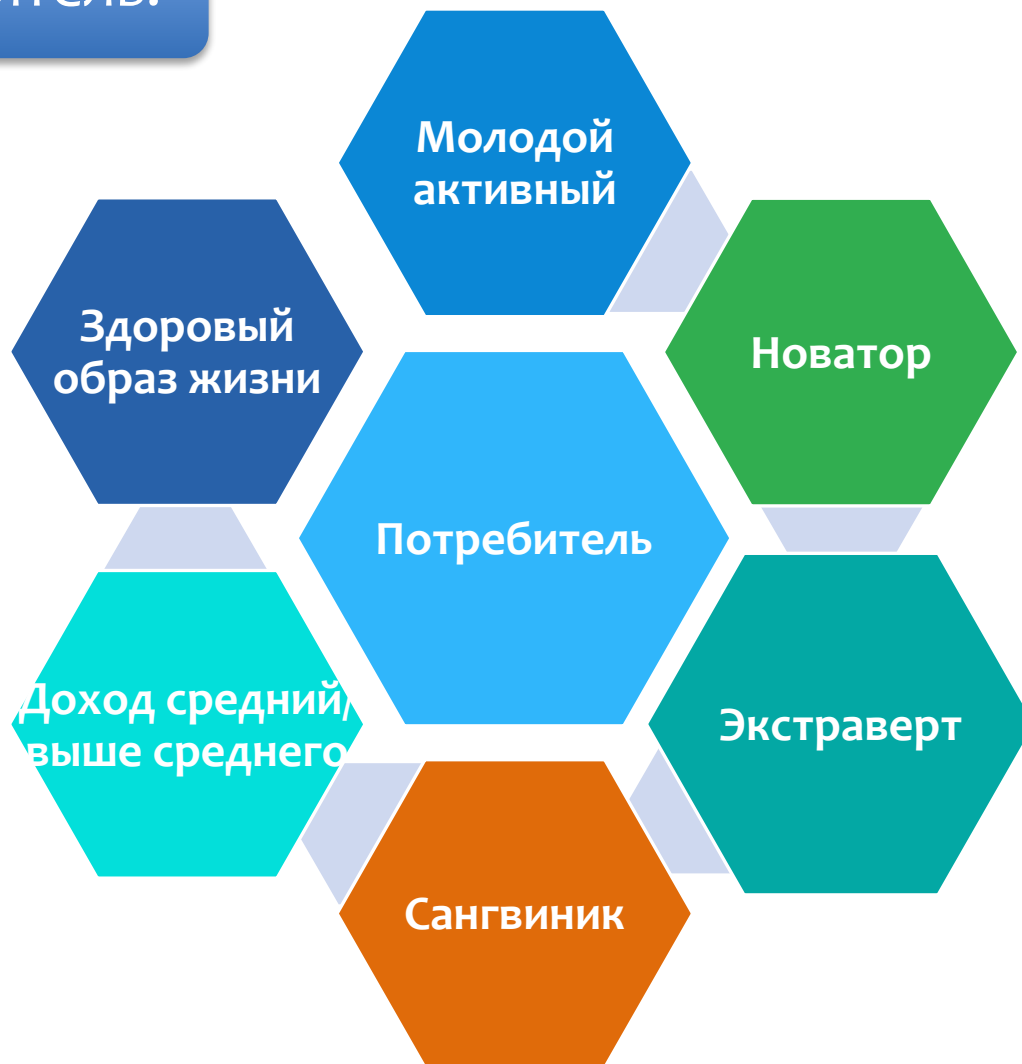 Молодой
активный
Здоровый
образ жизни
Новатор
Потребитель
Доход средний/
выше среднего
Экстраверт
Сангвиник